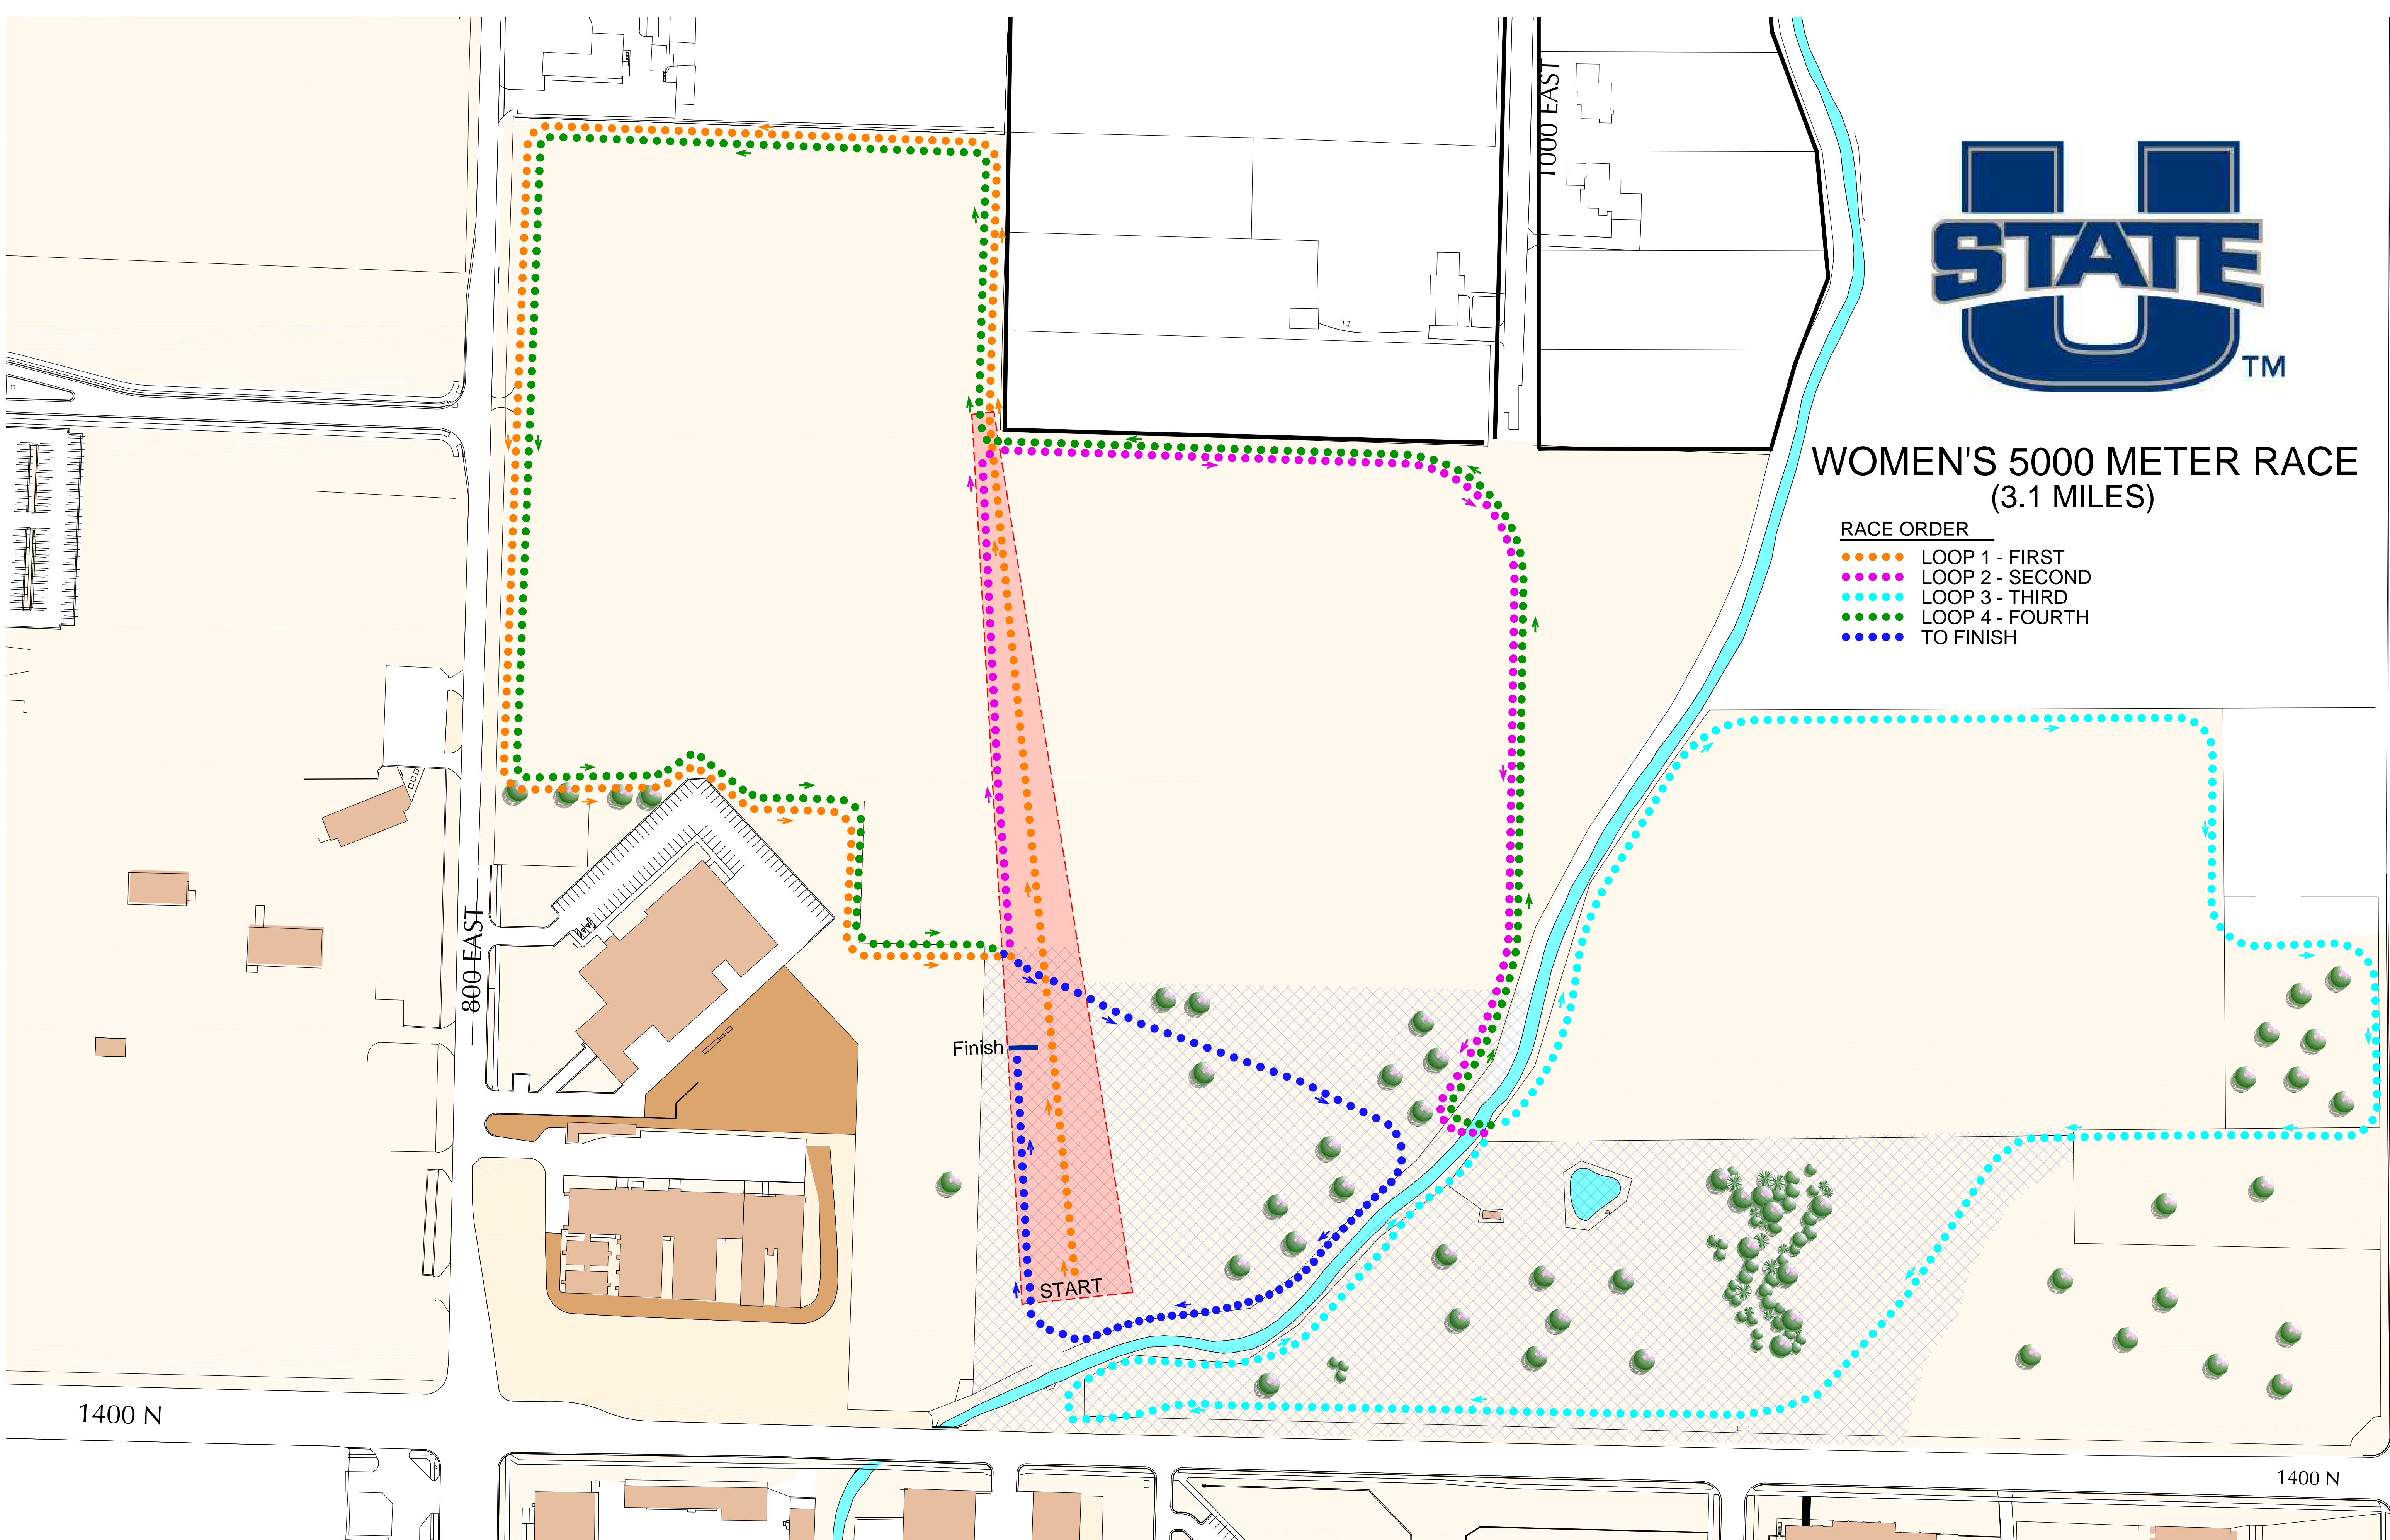 1000 EAST
U
STATE
TM
WOMEN'S 5000 METER RACE
(3.1 MILES)
RACE ORDER
LOOP 1 - FIRST
LOOP 2 - SECOND
LOOP 3 - THIRD
LOOP 4 - FOURTH
TO FINISH
800 EAST
Finish
START
1400 N
1400 N